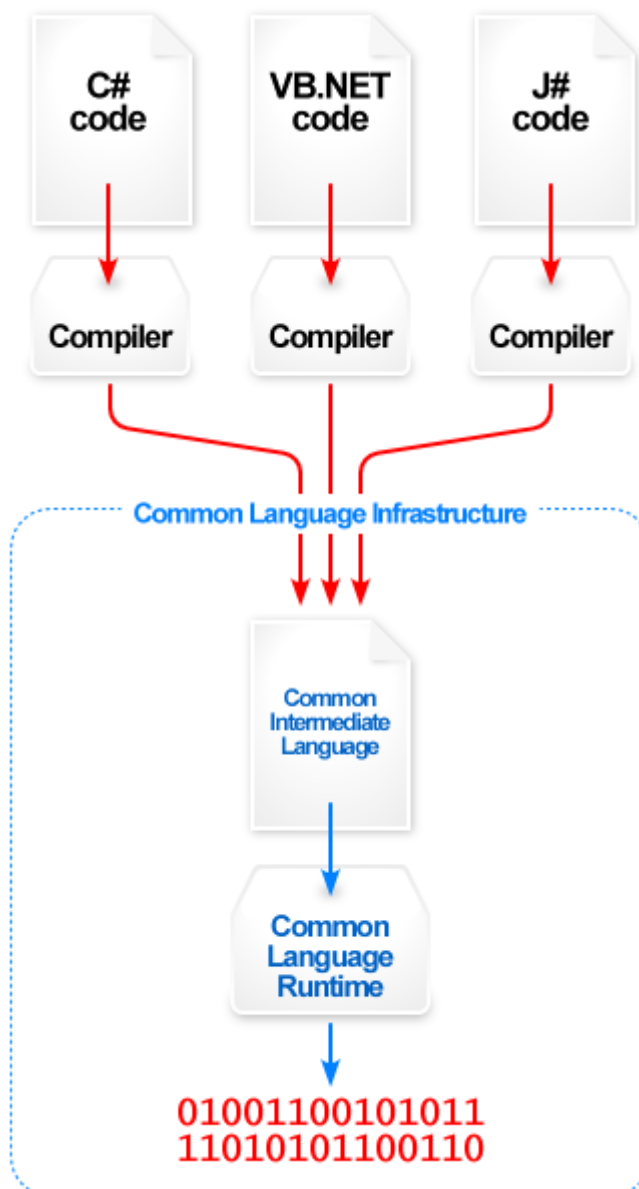 C#
code
VB.NET
code
J#
code
Compiler
Compiler
Compiler
Common Language Infrastructure
Common
Intermediate
Language
Common
Language
Runtime
01001100101011
11010101100110